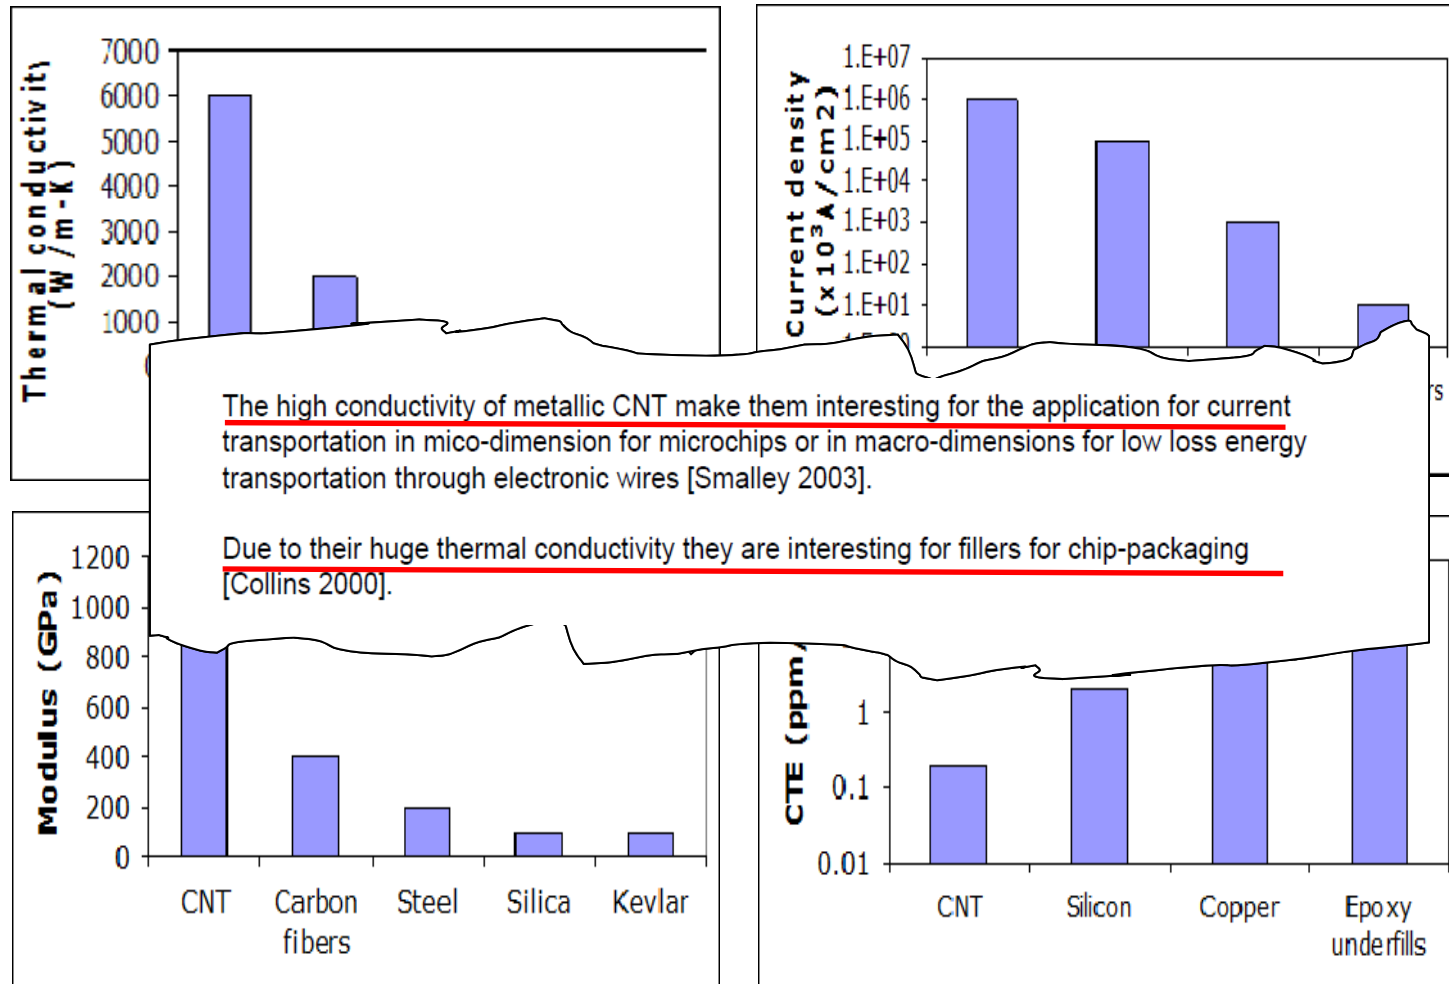 Thermal conductivity
(W/m-K)
7000
6000
5000
4000
3000
2000
1000
Current density
(x 10³A/cm2)
1.E+07
1.E+06
1.E+05
1.E+04
1.E+03
1.E+02
1.E+01
The high conductivity of metallic CNT make them interesting for the application for current
transportation in mico-dimension for microchips or in macro-dimensions for low loss energy
transportation through electronic wires [Smalley 2003].
Due to their huge thermal conductivity they are interesting for fillers for chip-packaging
[Collins 2000].
Modulus (GPa)
1200
1000
800
600
400
200
0
CNT Carbon Steel Silica Kevlar
fibers
CTE (ppm/
1
0.1
0.01
CNT Silicon Copper Epoxy
underfills